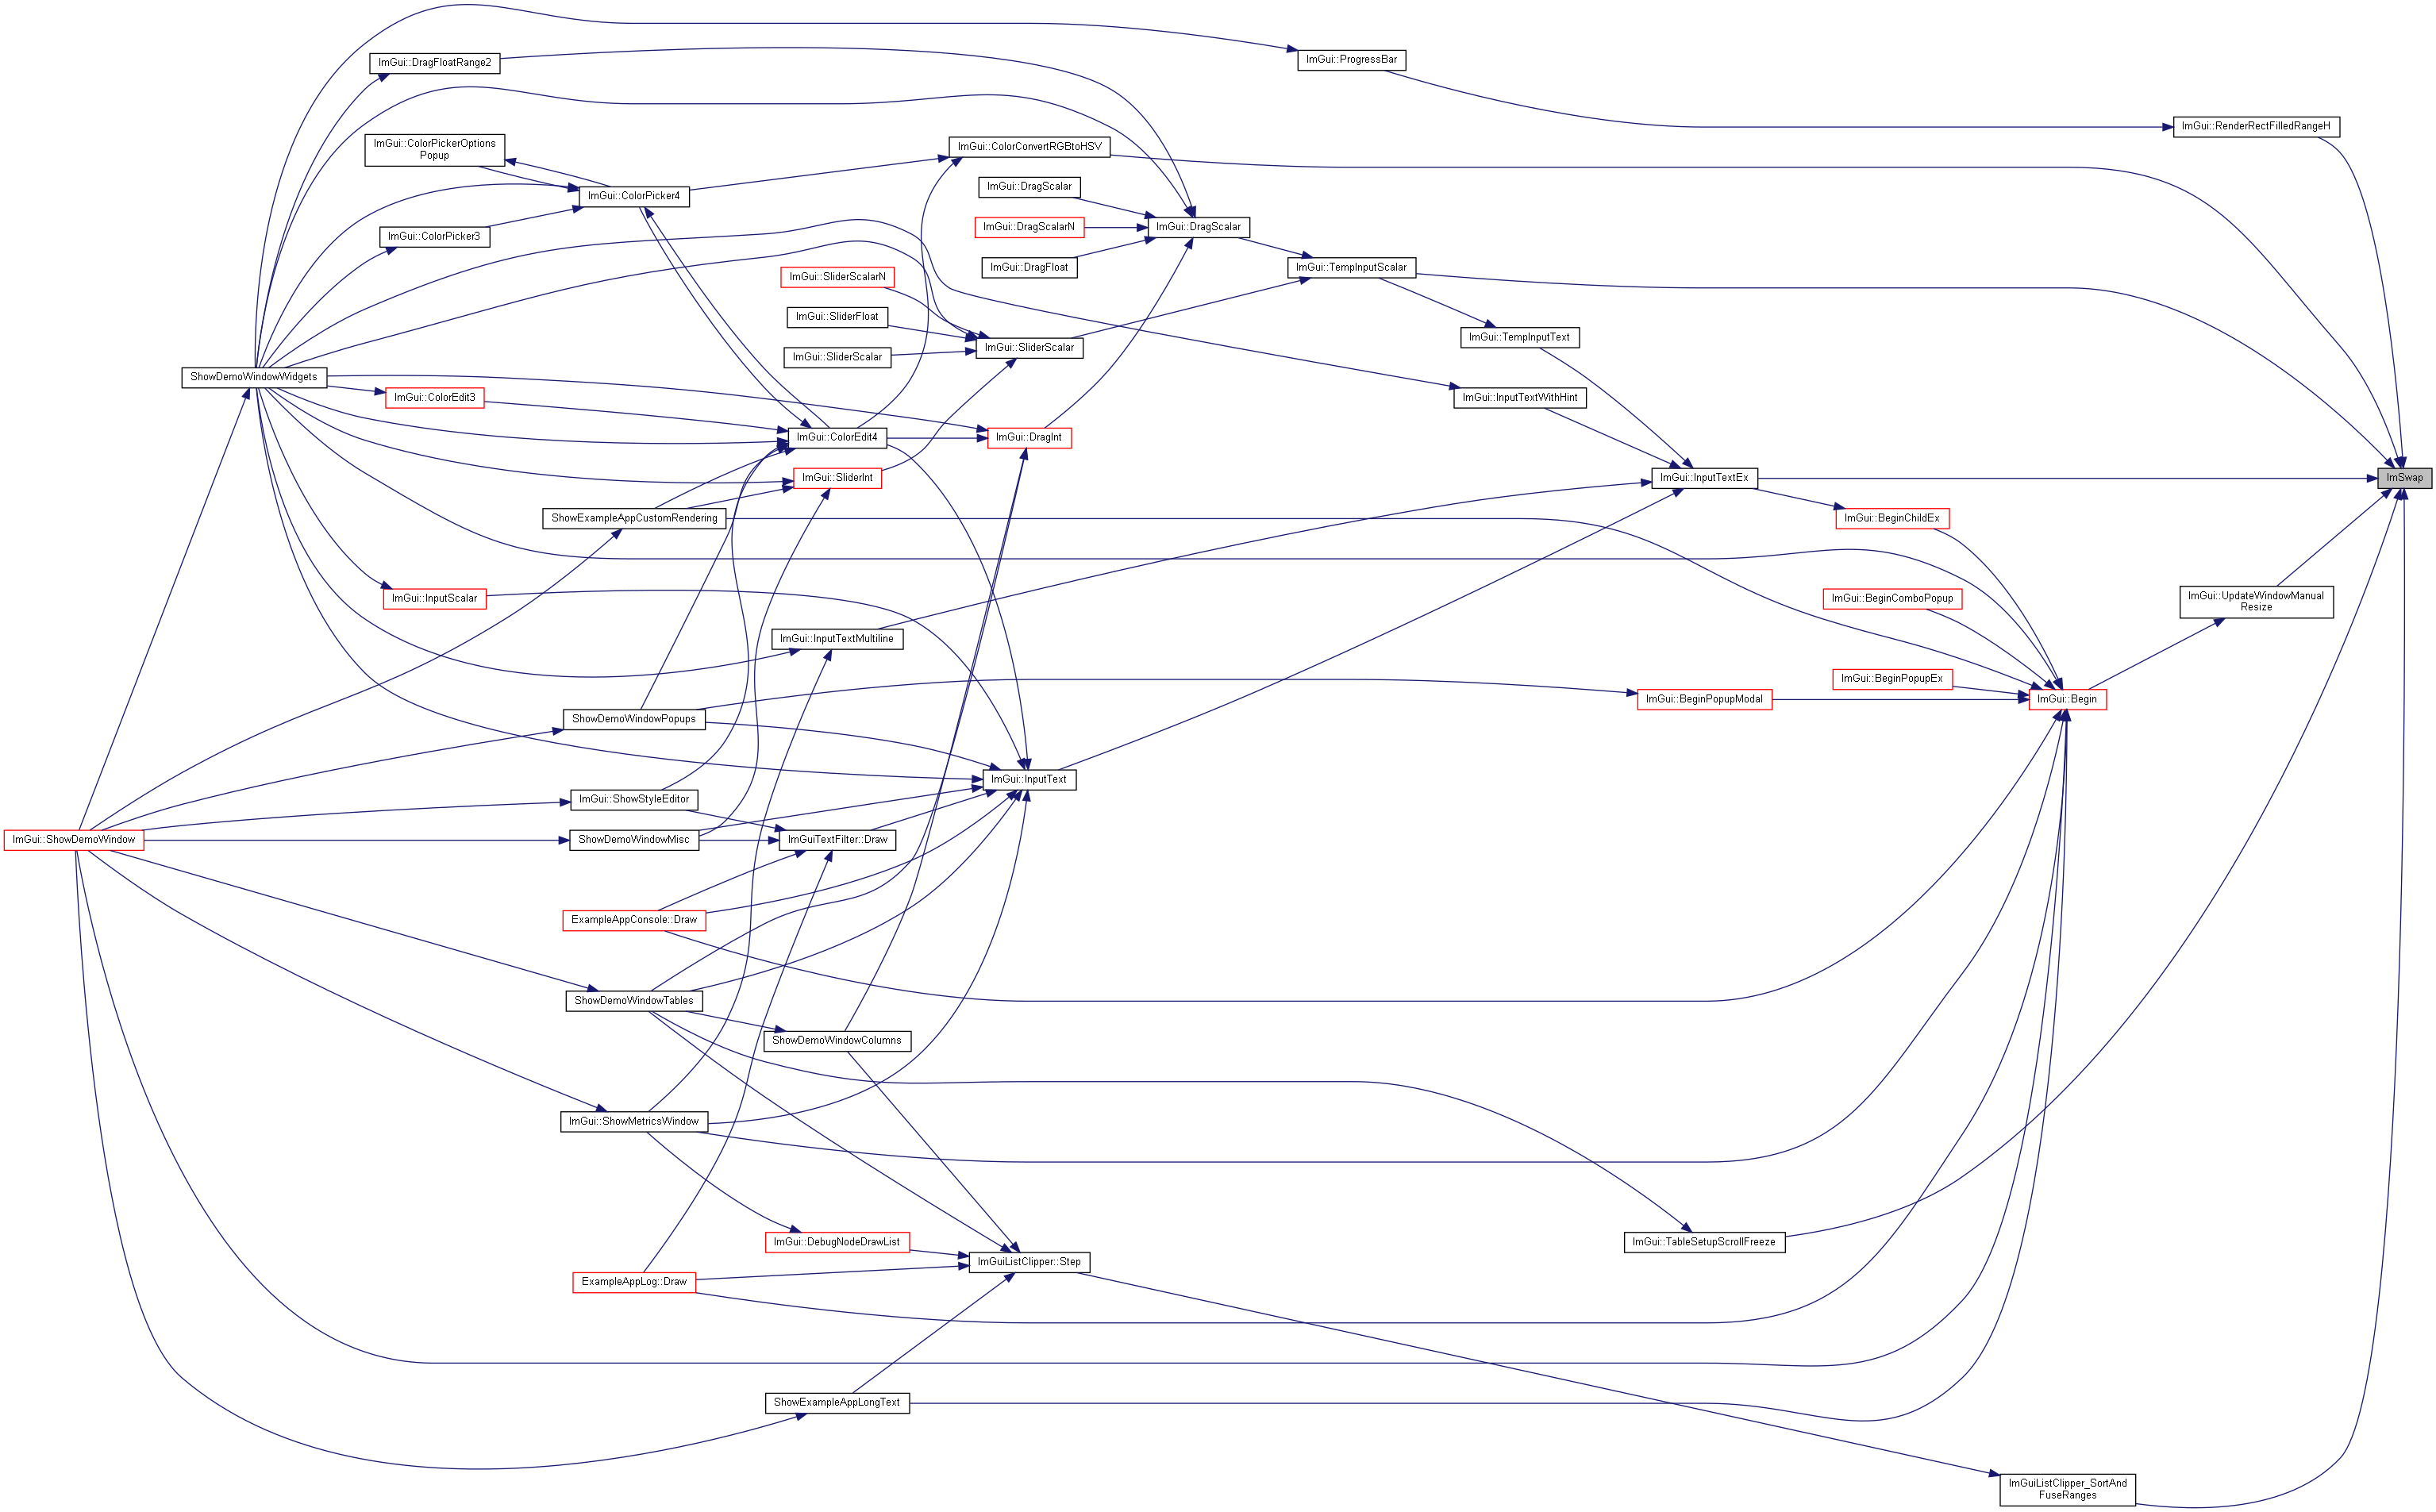 ImGui::ProgressBar
ImGui::DragFloatRange2
ImGui::RenderRectFilledRangeH
ImGui::ColorPickerOptions
Popup
ImGui::ColorConvertRGBtoHSV
ImGui::DragScalar
ImGui::ColorPicker4
ImGui::DragScalarN
ImGui::DragScalar
ImGui::ColorPicker3
ImGui::DragFloat
ImGui::TempInputScalar
ImGui::SliderScalarN
ImGui::SliderFloat
ImGui::TempInputText
ImGui::SliderScalar
ImGui::SliderScalar
ShowDemoWindowWidgets
ImGui::ColorEdit3
ImGui::InputTextWithHint
ImGui::ColorEdit4
ImGui::DragInt
ImGui::SliderInt
ImGui::InputTextEx
ImSwap
ShowExampleAppCustomRendering
ImGui::BeginChildEx
ImGui::InputScalar
ImGui::BeginComboPopup
ImGui::UpdateWindowManual
Resize
ImGui::InputTextMultiline
ImGui::BeginPopupEx
ImGui::BeginPopupModal
ImGui::Begin
ShowDemoWindowPopups
ImGui::InputText
ImGui::ShowStyleEditor
ImGui::ShowDemoWindow
ShowDemoWindowMisc
ImGuiTextFilter::Draw
ExampleAppConsole::Draw
ShowDemoWindowTables
ShowDemoWindowColumns
ImGui::ShowMetricsWindow
ImGui::DebugNodeDrawList
ImGui::TableSetupScrollFreeze
ImGuiListClipper::Step
ExampleAppLog::Draw
ShowExampleAppLongText
ImGuiListClipper_SortAnd
FuseRanges